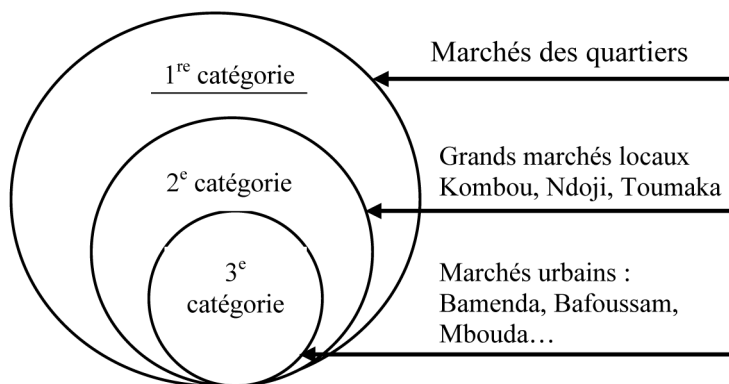 1re catégorie
Marchés des quartiers
2e catégorie
Grands marchés locaux
Kombou, Ndoji, Toumaka
3e
catégorie
Marchés urbains :
Bamenda, Bafoussam,
Mbouda…